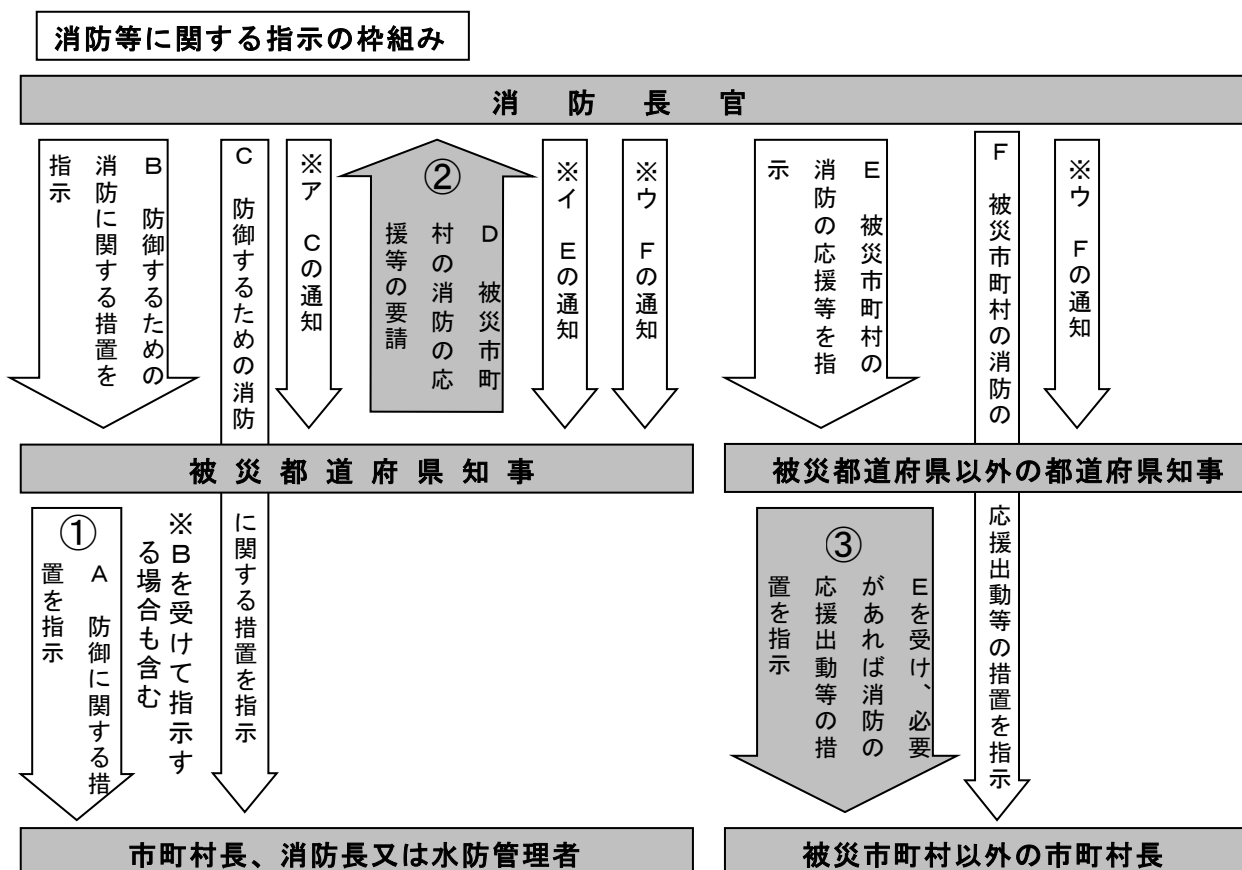 消防等に関する指示の枠組み
消防長官
B 防御するための
消防に関する措置を
指示
C 防御するための消防
※ア Cの通知
②
D 被災市町
村の消防の応
援等の要請
※イ Eの通知
※ウ Fの通知
E 被災市町村の
消防の応援等を指
示
F 被災市町村の消防の
※ウ Fの通知
被災都道府県知事
被災都道府県以外の都道府県知事
①
A 防御に関する措
置を指示
※Bを受けて指示す
る場合も含む
に関する措置を指示
③
Eを受け、必要
があれば消防の
応援出動等の措
置を指示
応援出動等の措置を指示
市町村長、消防長又は水防管理者
被災市町村以外の市町村長